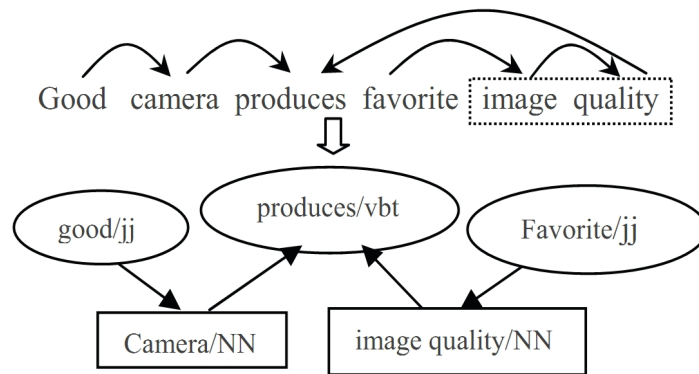 Good camera produces favorite image quality
produces/vbt
good/jj
Favorite/jj
Camera/NN
image quality/NN